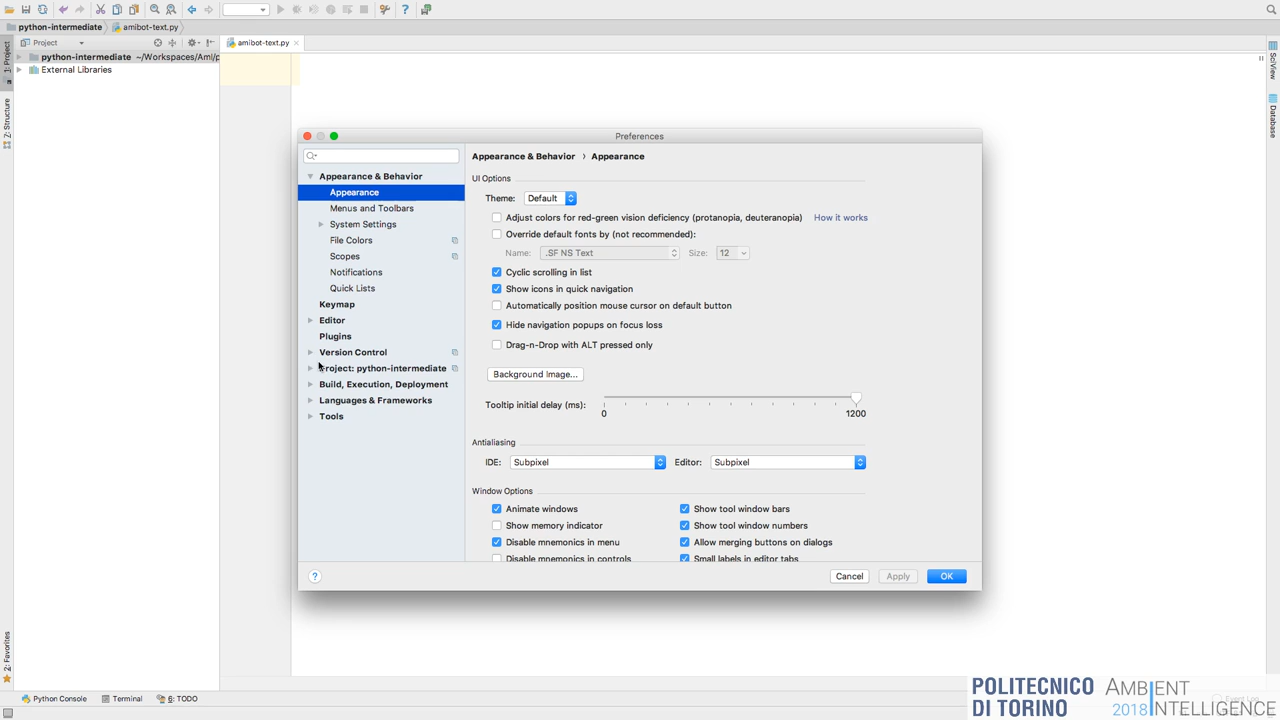 python-intermediate
amibot-text.py
Project
amibot-text.py
1: Project
python-intermediate ~/Workspaces/AmI/p
External Libraries
Z: Structure
SciView
Database
Preferences
Appearance & Behavior
Appearance
Menus and Toolbars
System Settings
File Colors
Scopes
Notifications
Quick Lists
Keymap
Editor
Plugins
Version Control
Project: python-intermediate
Build, Execution, Deployment
Languages & Frameworks
Tools
Appearance & Behavior › Appearance
UI Options
Theme: Default
Adjust colors for red-green vision deficiency (protanopia, deuteranopia) How it works
Override default fonts by (not recommended):
Name: .SF NS Text Size: 12
Cyclic scrolling in list
Show icons in quick navigation
Automatically position mouse cursor on default button
Hide navigation popups on focus loss
Drag-n-Drop with ALT pressed only
Background Image...
Tooltip initial delay (ms):
0 1200
Antialiasing
IDE: Subpixel Editor: Subpixel
Window Options
Animate windows Show tool window bars
Show memory indicator Show tool window numbers
Disable mnemonics in menu Allow merging buttons on dialogs
Disable mnemonics in controls Small labels in editor tabs
? Cancel Apply OK
2: Favorites
Python Console Terminal 6: TODO
Event Log
POLITECNICO
DI TORINO
AMBIENT
2018 INTELLIGENCE